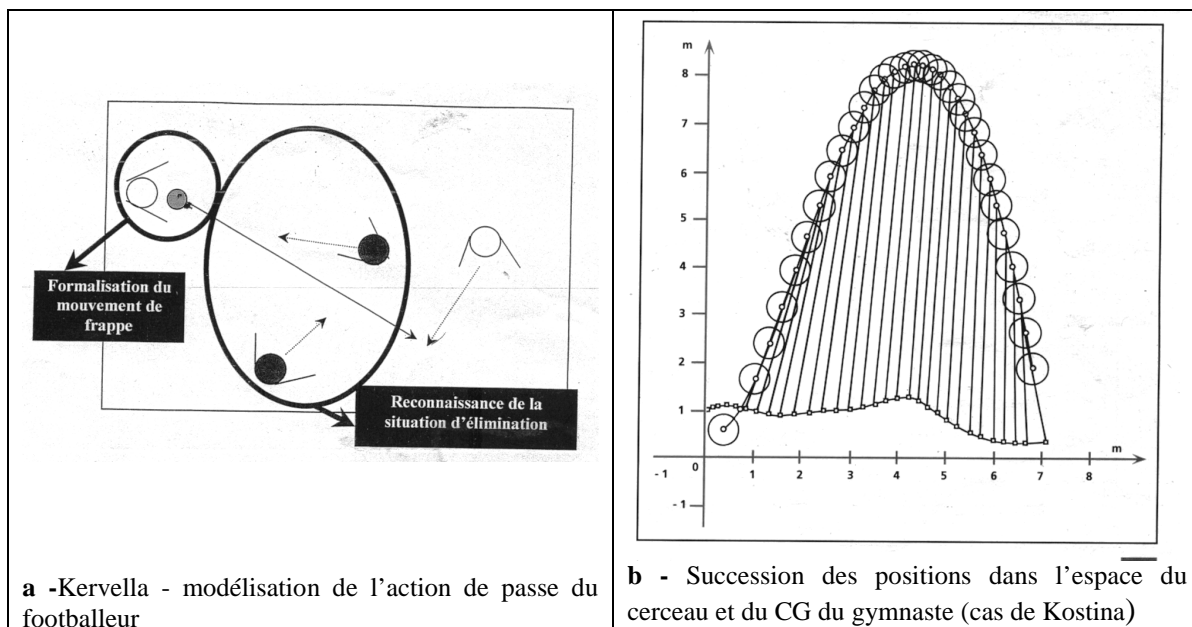 Formalisation du
mouvement de
frappe
Reconnaissance de la
situation d'élimination
a -Kervella - modélisation de l'action de passe du
footballeur
m
8
7
6
5
4
3
2
1
0
- 1
- 1
1
2
3
4
5
6
7
8
m
b - Succession des positions dans l'espace du
cerceau et du CG du gymnaste (cas de Kostina)